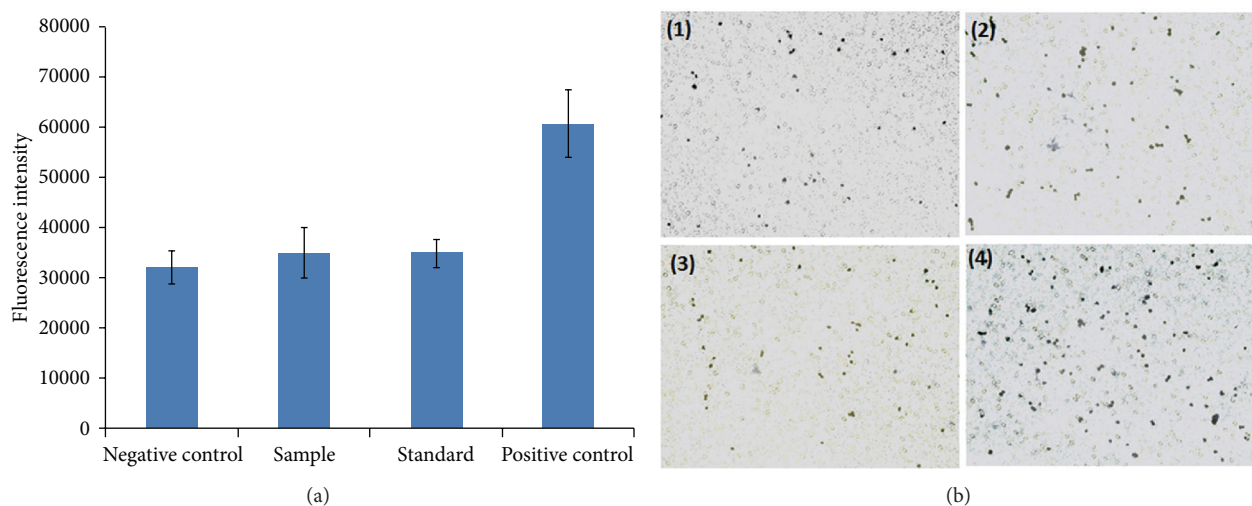 80000
70000
60000
50000
40000
30000
20000
10000
0
Fluorescence intensity
Negative control
Sample
Standard
Positive control
(a)
(1)
(2)
(3)
(4)
(b)